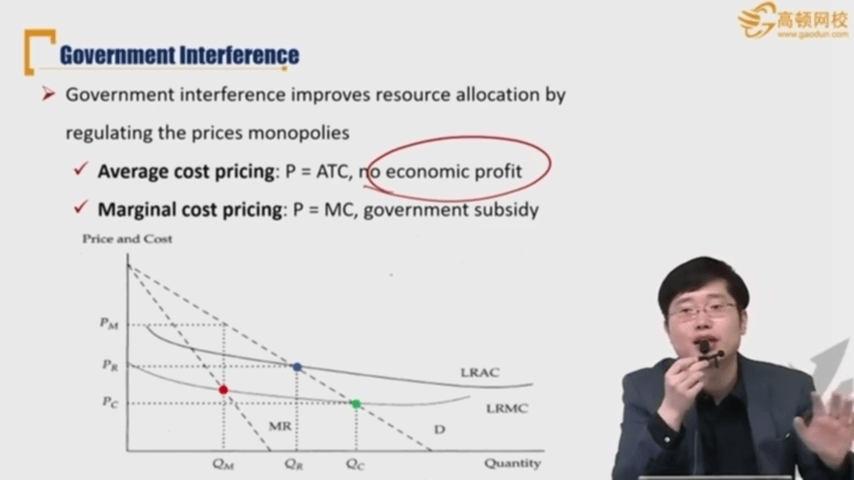 高顿网校
www.gaodun.com
Government Interference
Government interference improves resource allocation by
regulating the prices monopolies
Average cost pricing: P = ATC, no economic profit
Marginal cost pricing: P = MC, government subsidy
Price and Cost
P_M
P_R
P_C
LRAC
LRMC
MR
D
Q_M
Q_R
Q_C
Quantity